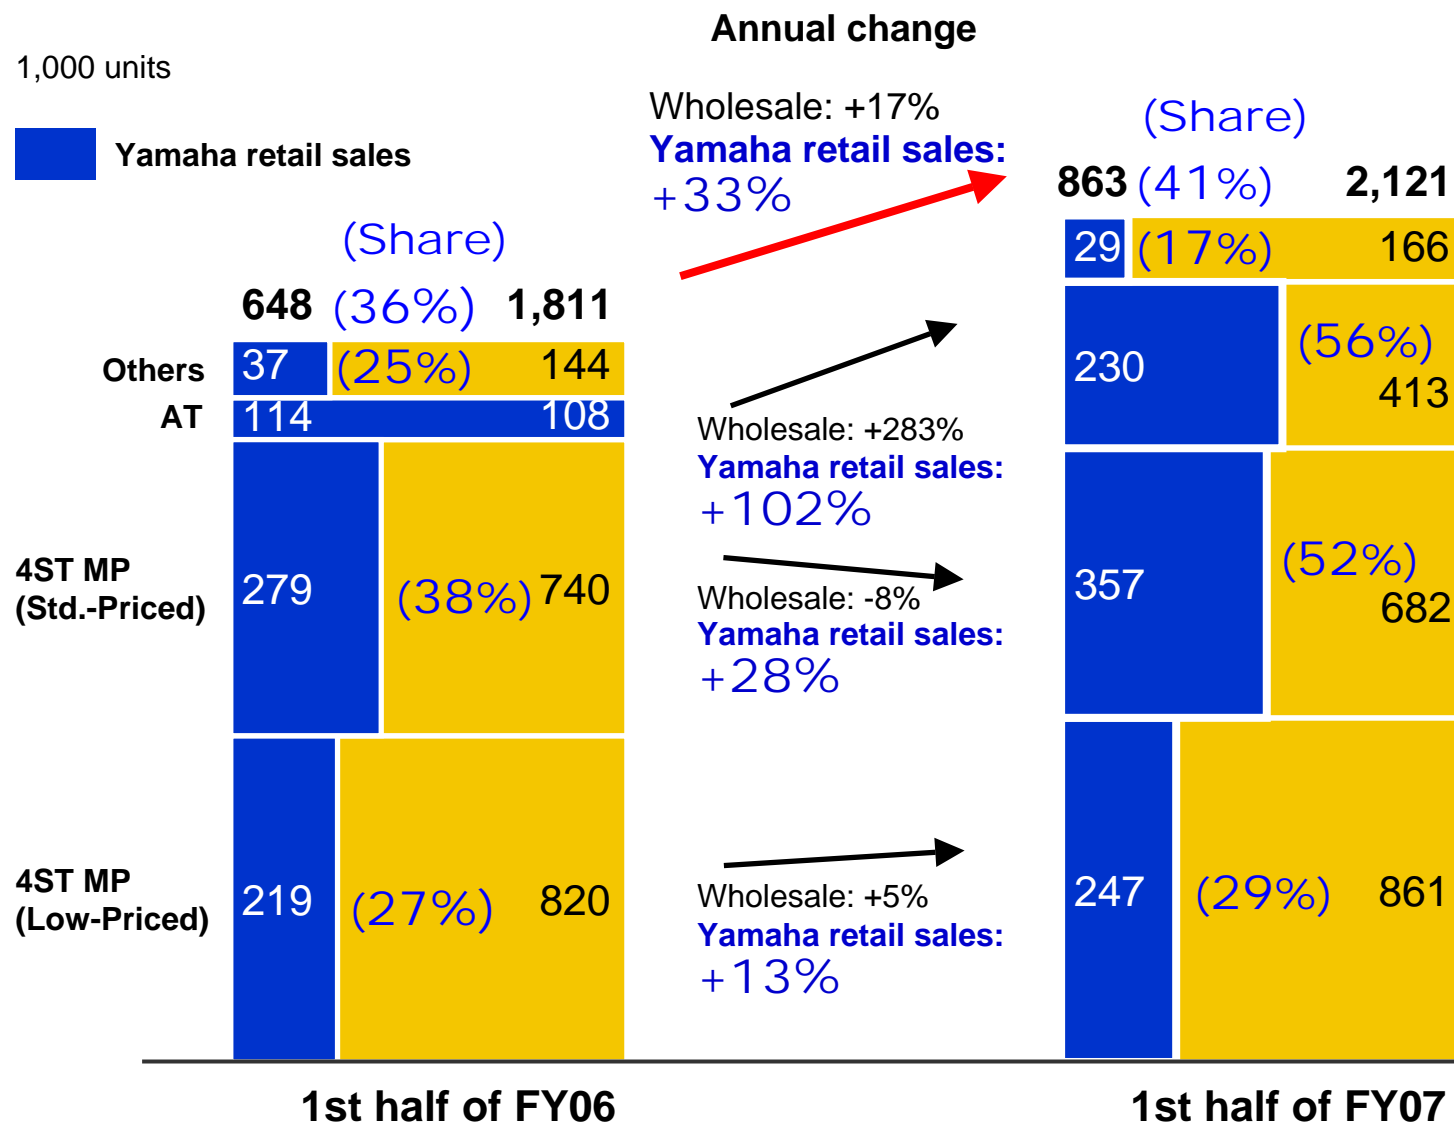 Annual change
1,000 units
Yamaha retail sales
Wholesale: +17%
Yamaha retail sales:
+33%
(Share)
863 (41%) 2,121
29 (17%) 166
230 (56%)
413
357 (52%)
682
247 (29%) 861
(Share)
648 (36%) 1,811
Others 37 (25%) 144
AT 114 108
4ST MP
(Std.-Priced)
279 (38%) 740
4ST MP
(Low-Priced)
219 (27%) 820
Wholesale: +283%
Yamaha retail sales:
+102%
Wholesale: -8%
Yamaha retail sales:
+28%
Wholesale: +5%
Yamaha retail sales:
+13%
1st half of FY06
1st half of FY07